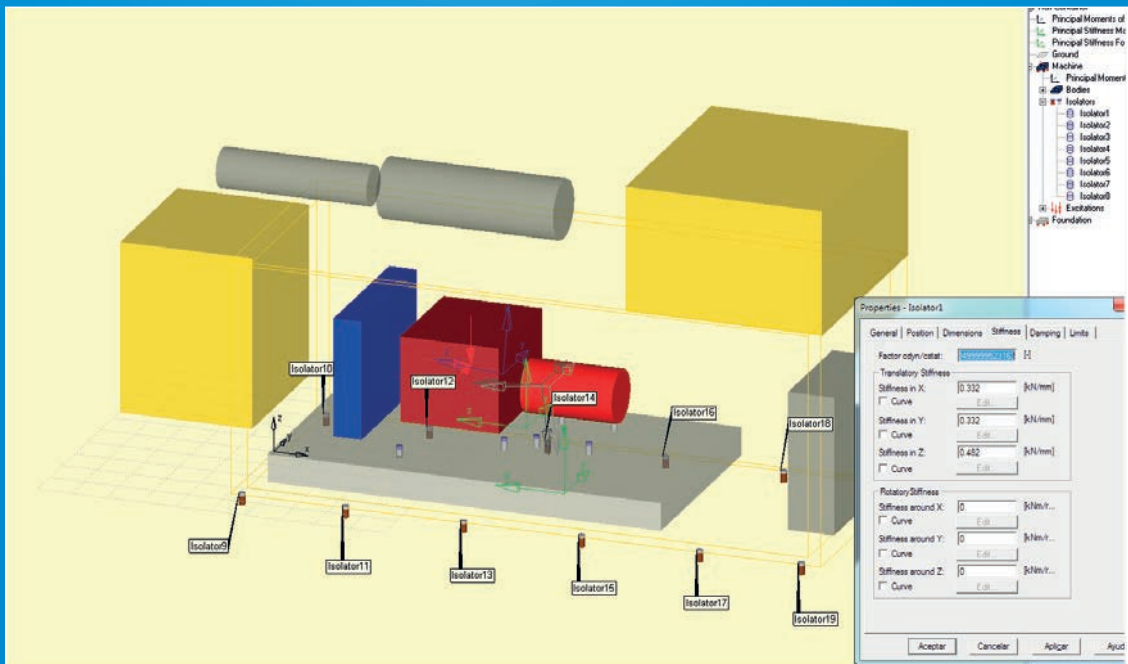 Principal Moments of
Principal Stiffness Ma
Principal Stiffness Fo
Ground
Machine
Principal Moment
Bodies
Isolators
Isolator1
Isolator2
Isolator3
Isolator4
Isolator5
Isolator6
Isolator7
Isolator8
Excitations
Foundation
Isolator10
Isolator12
Isolator14
Isolator16
Isolator18
Isolator9
Isolator11
Isolator13
Isolator15
Isolator17
Isolator19
z
y
x
Properties - Isolator1
General Position Dimensions Stiffness Damping Limits
Factor cdyn/cstat: [-]
Translatory Stiffness
Stiffness in X: 0.332 [kN/mm]
Curve Edit...
Stiffness in Y: 0.332 [kN/mm]
Curve Edit...
Stiffness in Z: 0.482 [kN/mm]
Curve Edit...
Rotatory Stiffness
Stiffness around X: 0 [kNm/r...
Curve Edit...
Stiffness around Y: 0 [kNm/r...
Curve Edit...
Stiffness around Z: 0 [kNm/r...
Curve Edit...
Aceptar Cancelar Aplicar Ayud